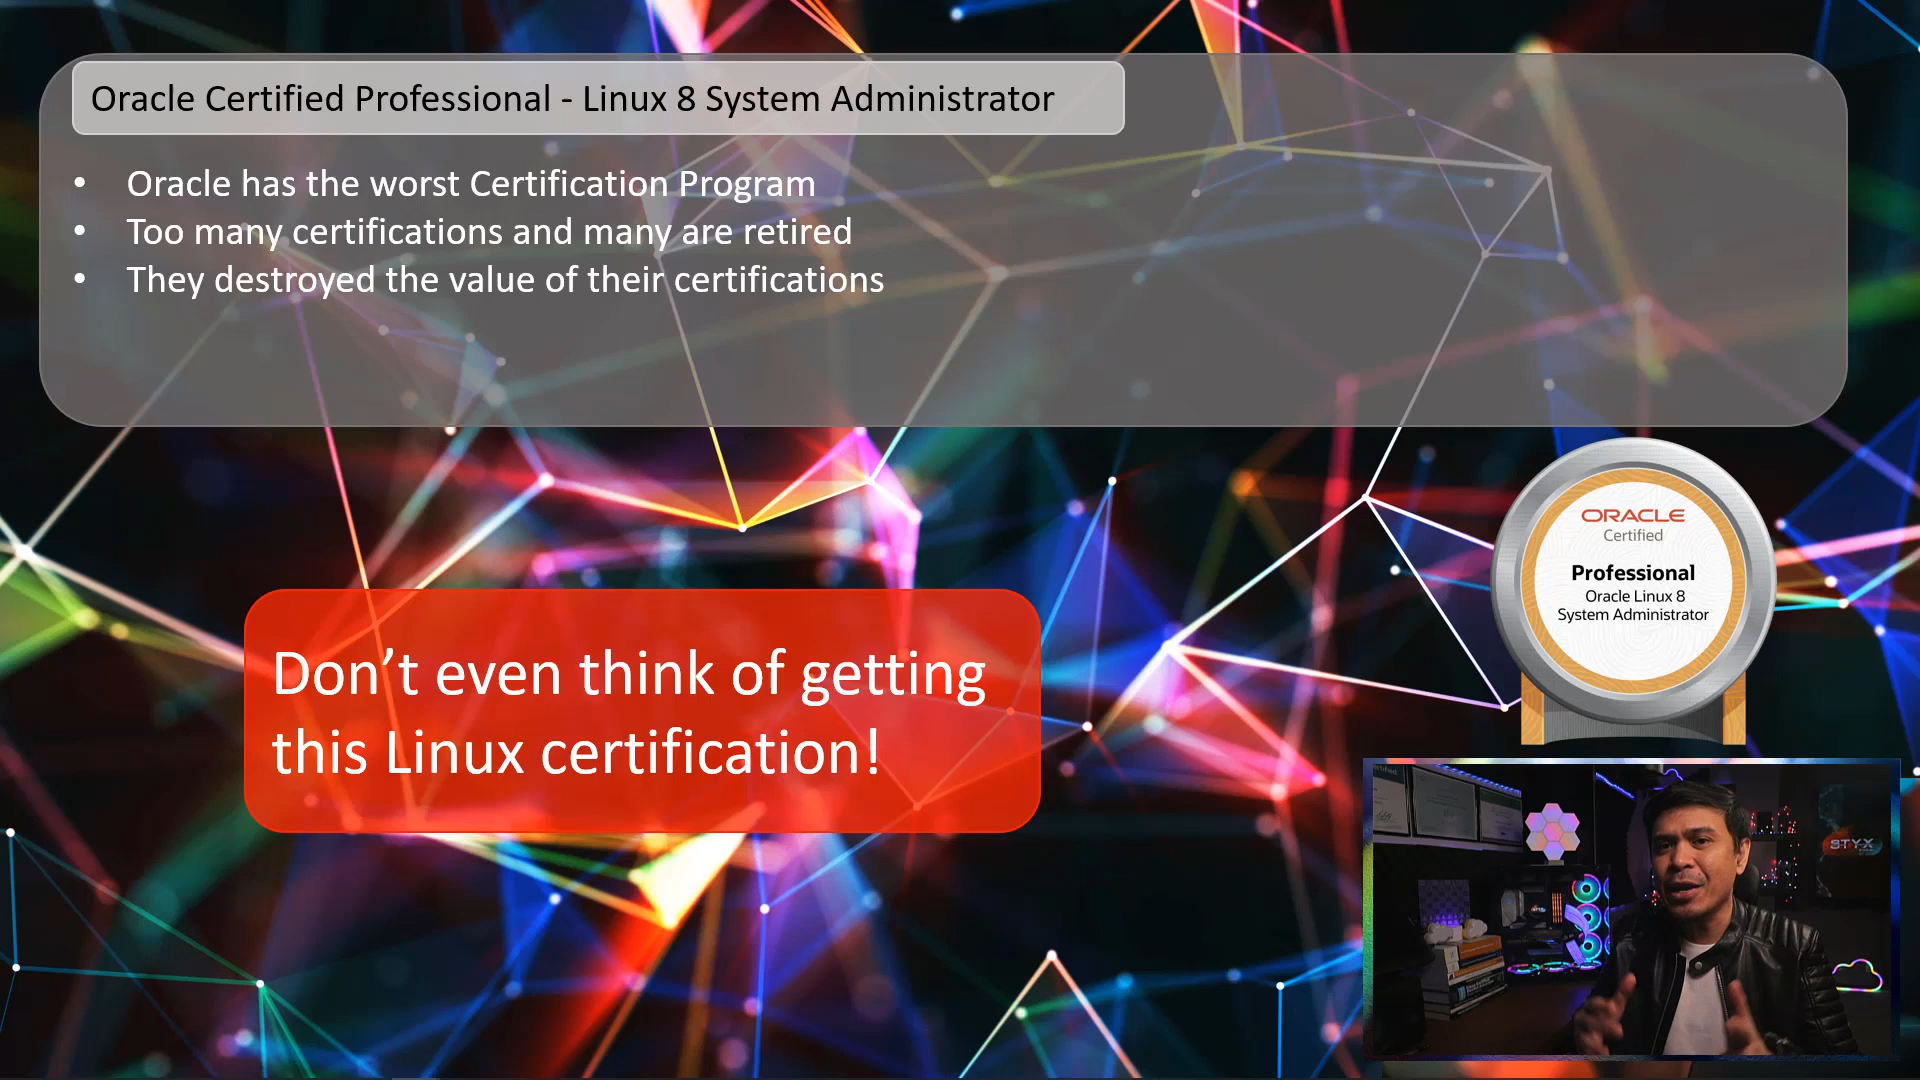 Oracle Certified Professional - Linux 8 System Administrator
• Oracle has the worst Certification Program
• Too many certifications and many are retired
• They destroyed the value of their certifications
ORACLE
Certified
Professional
Oracle Linux 8
System Administrator
Don’t even think of getting
this Linux certification!
STYX